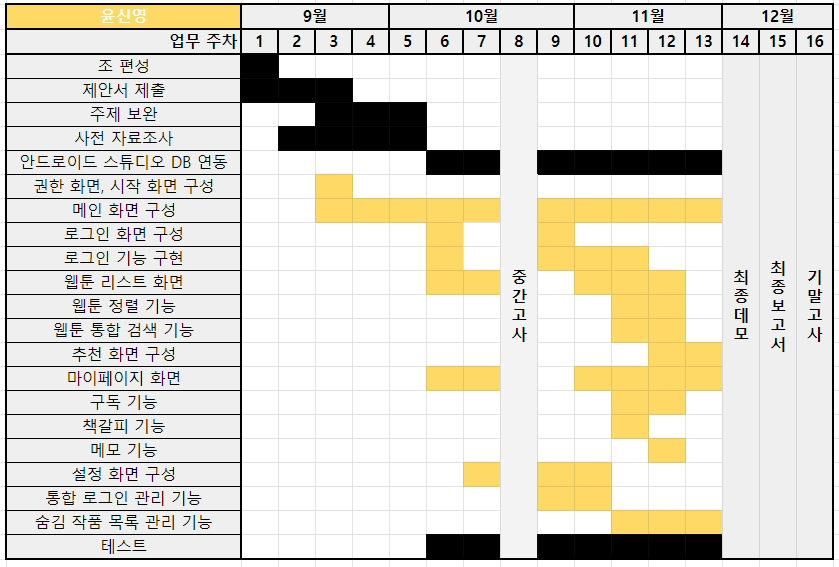 윤신영 9월 10월 11월 12월
업무 주차 1 2 3 4 5 6 7 8 9 10 11 12 13 14 15 16
조 편성
제안서 제출
주제 보완
사전 자료조사
안드로이드 스튜디오 DB 연동
권한 화면, 시작 화면 구성
메인 화면 구성
로그인 화면 구성
로그인 기능 구현
웹툰 리스트 화면
웹툰 정렬 기능
웹툰 통합 검색 기능
추천 화면 구성
마이페이지 화면
구독 기능
책갈피 기능
메모 기능
설정 화면 구성
통합 로그인 관리 기능
숨김 작품 목록 관리 기능
테스트
중간고사
최종데모
최종보고서
기말고사